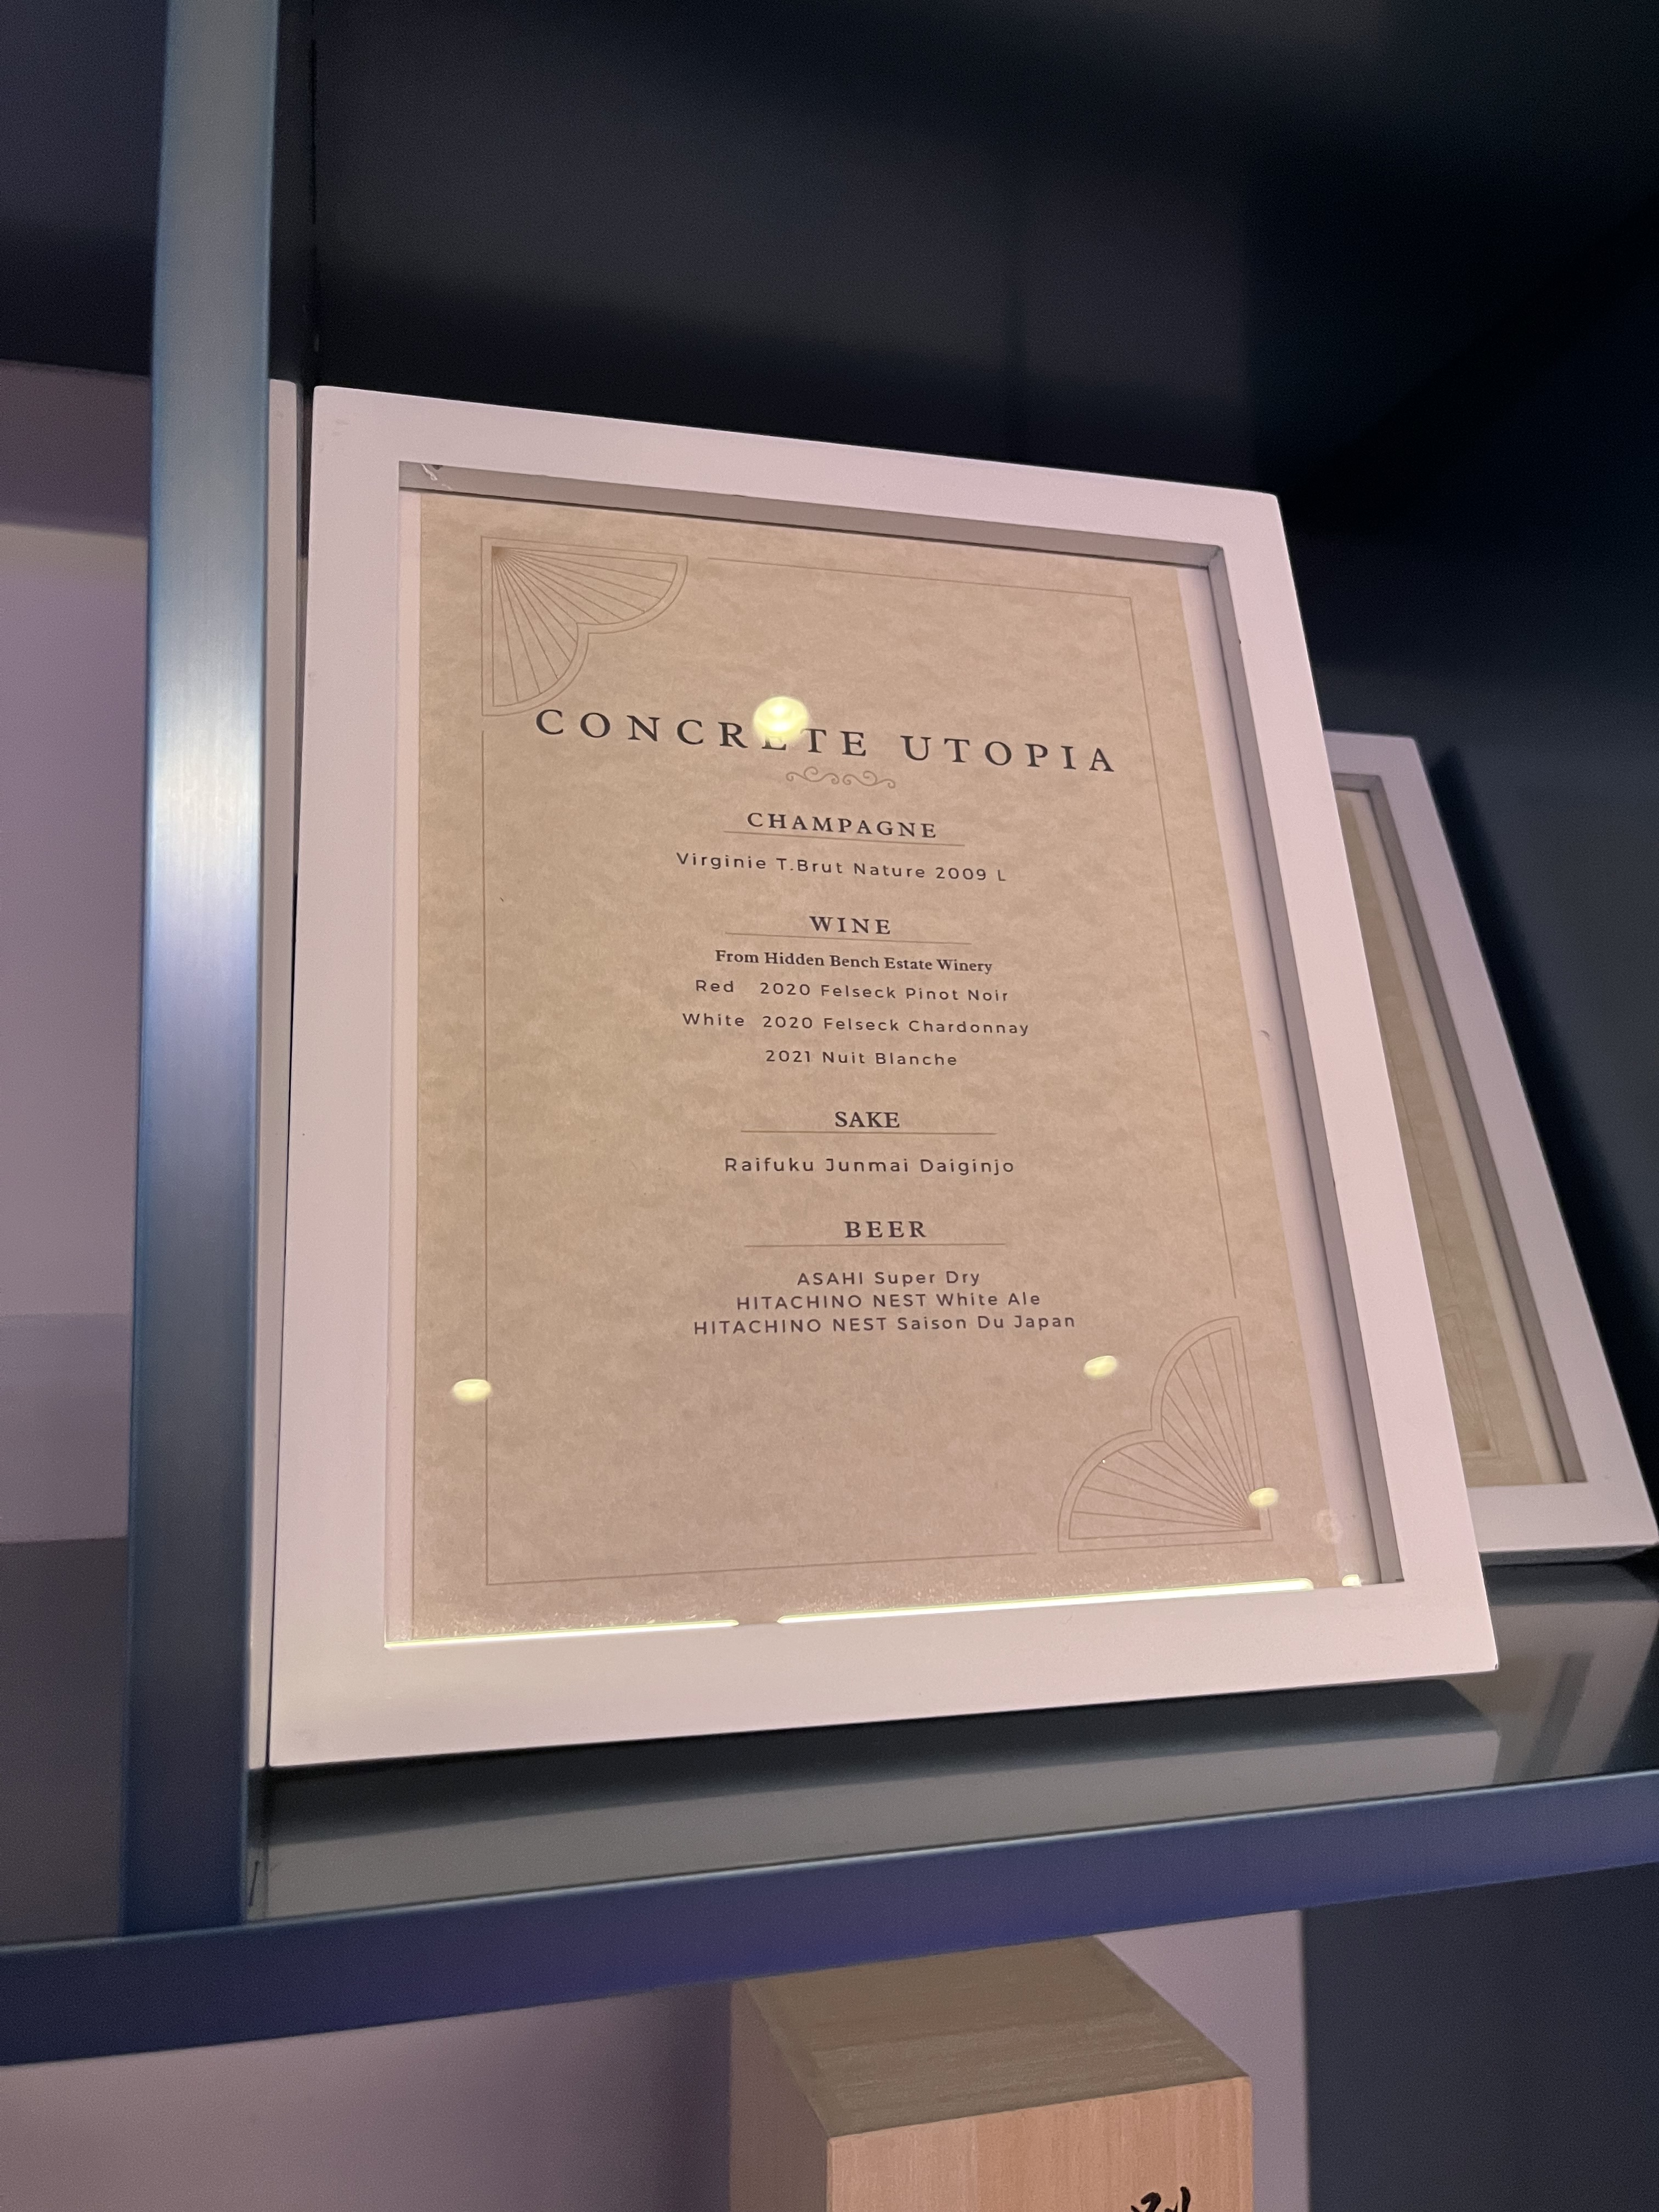 CONCRETE UTOPIA
CHAMPAGNE
Virginie T.Brut Nature 2009 L
WINE
From Hidden Bench Estate Winery
Red 2020 Felseck Pinot Noir
White 2020 Felseck Chardonnay
2021 Nuit Blanche
SAKE
Raifuku Junmai Daiginjo
BEER
ASAHI Super Dry
HITACHINO NEST White Ale
HITACHINO NEST Saison Du Japan